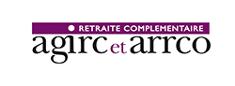 RETRAITE COMPLEMENTAIRE
agirc et arrco